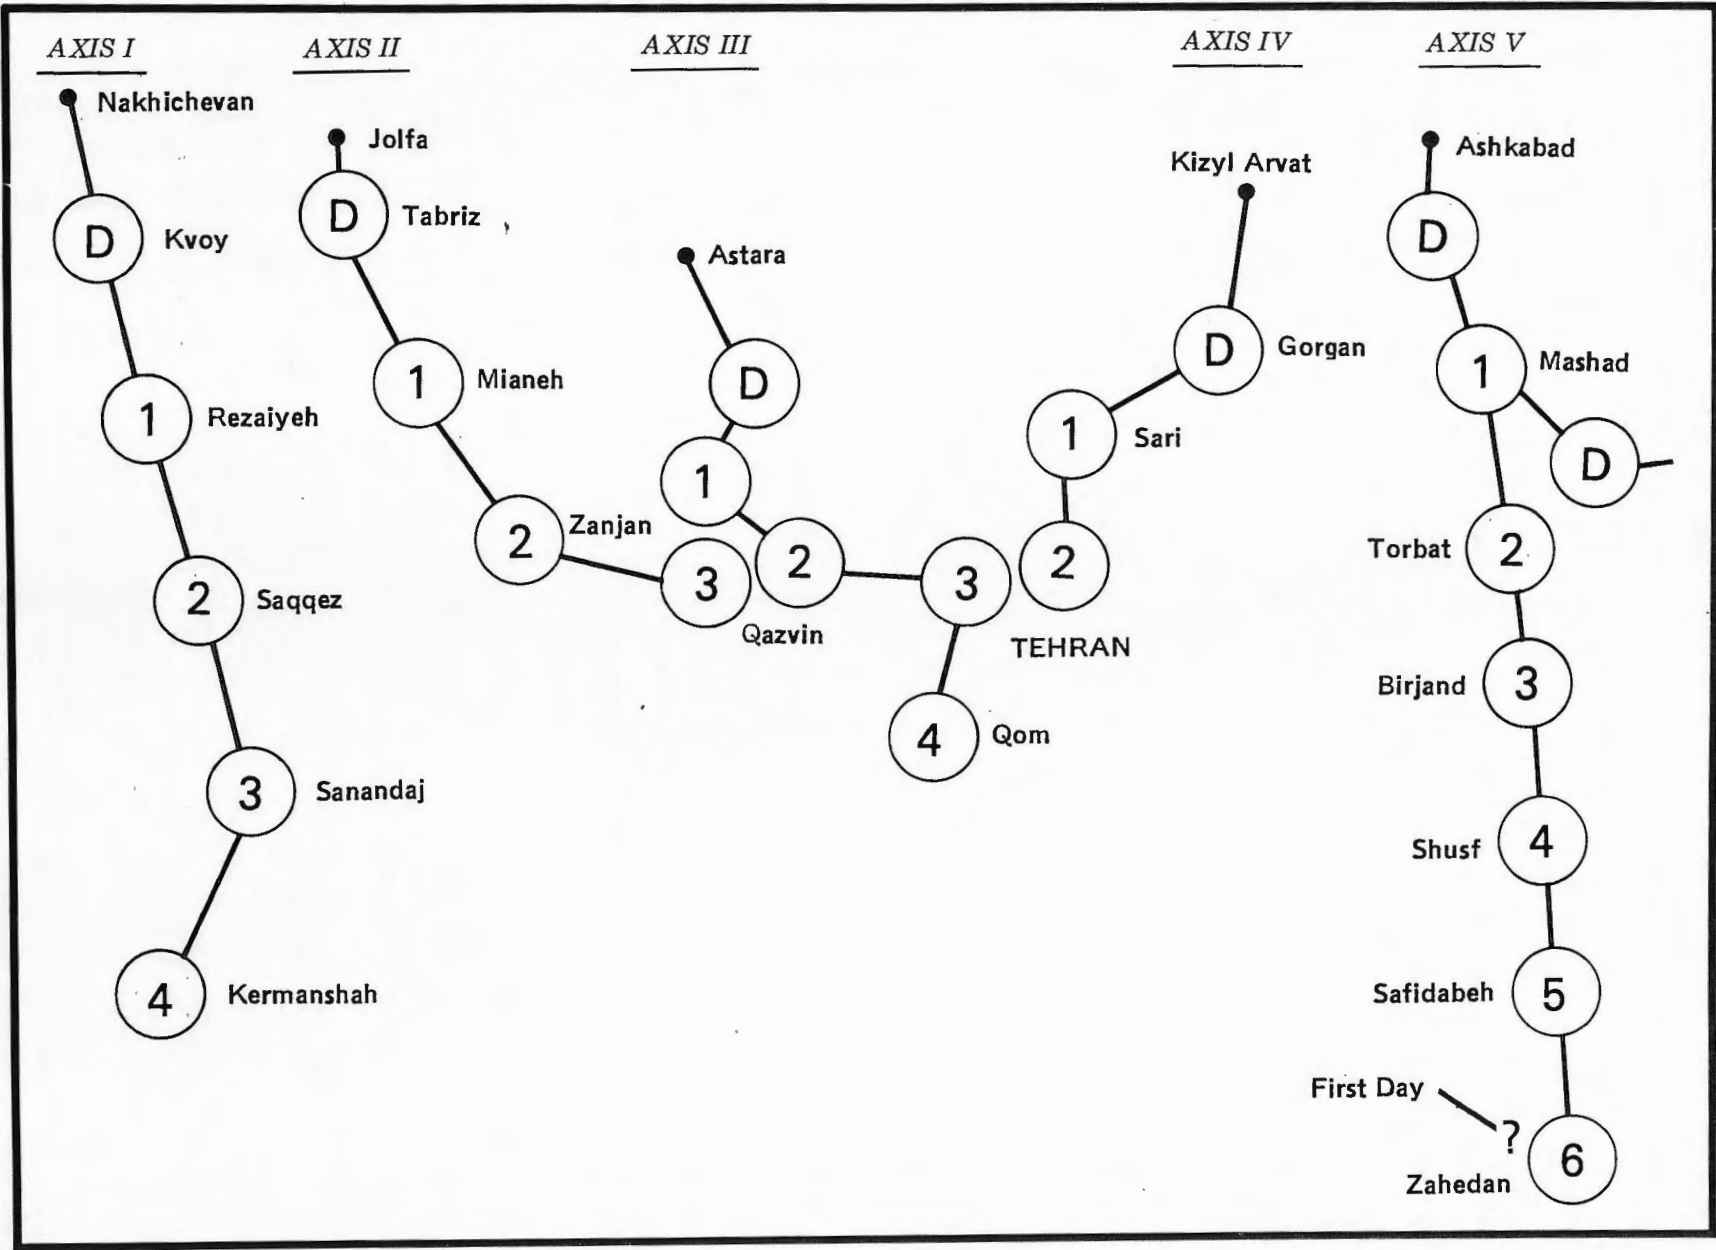 AXIS I
Nakhichevan
D Kvoy
1 Rezaiyeh
2 Saqqez
3 Sanandaj
4 Kermanshah
AXIS II
Jolfa
D Tabriz
1 Mianeh
2 Zanjan
3
Qazvin
AXIS III
Astara
D
1
2
3
TEHRAN
4 Qom
AXIS IV
Kizyl Arvat
D Gorgan
1 Sari
2
AXIS V
Ashkabad
D
1 Mashad
D
Torbat 2
Birjand 3
Shusf 4
Safidabeh 5
First Day
?
Zahedan 6